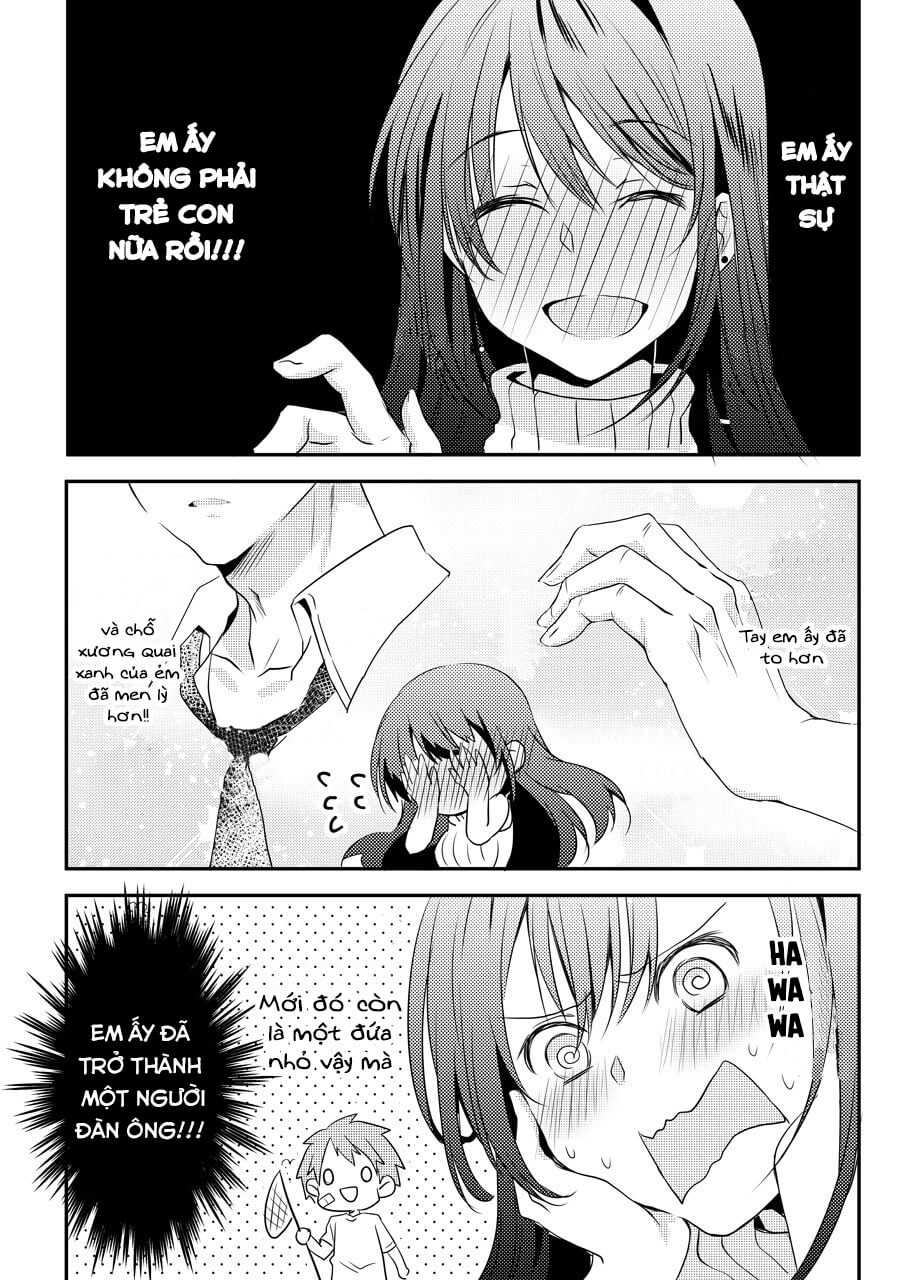 EM ẤY
THẬT
SỰ
EM ẤY
KHÔNG PHẢI
TRẺ CON
NỮA RỒI!!!
Tay em ấy đã
to hơn
và chỗ
xương quai
xanh của ẻm
đã men lỳ
hơn!!
HA
WA
WA
Mới đó còn
là một đứa
nhỏ vậy mà
EM ẤY ĐÃ
TRỞ THÀNH
MỘT NGƯỜI
ĐÀN ÔNG!!!